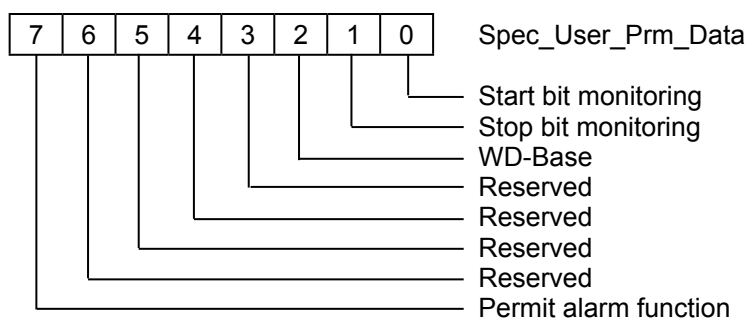 7 6 5 4 3 2 1 0 Spec_User_Prm_Data
Start bit monitoring
Stop bit monitoring
WD-Base
Reserved
Reserved
Reserved
Reserved
Permit alarm function